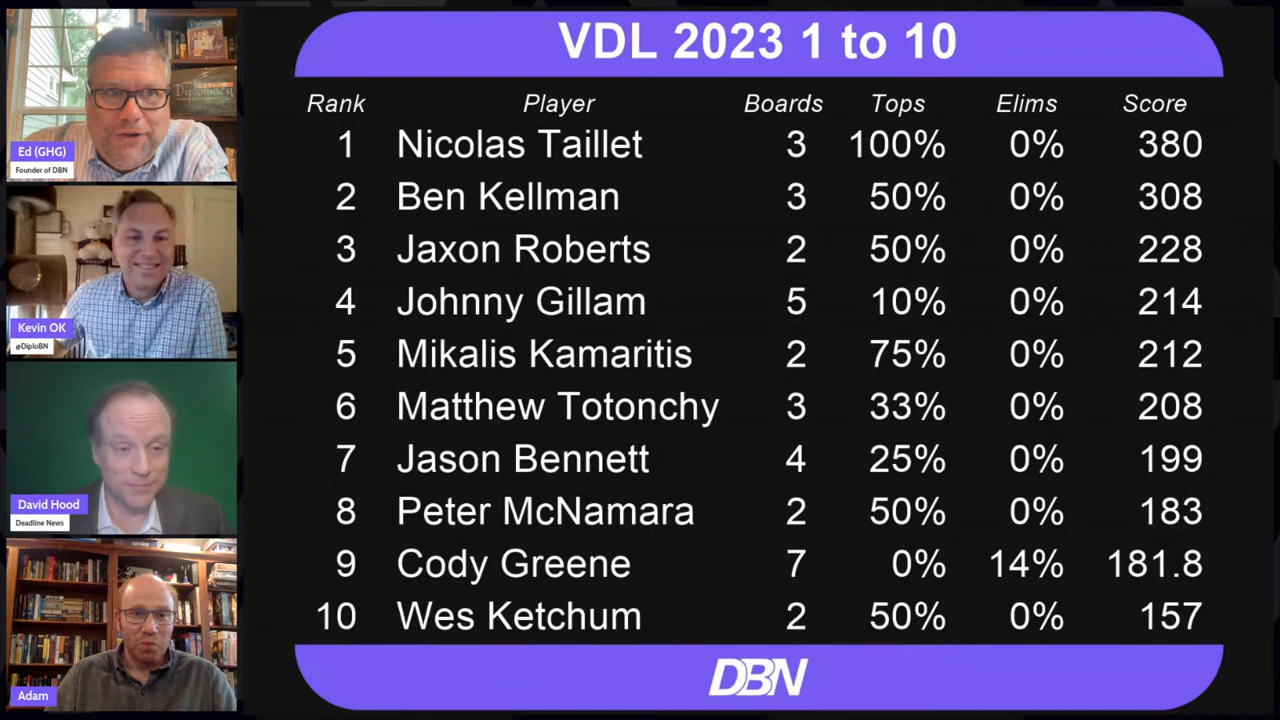 VDL 2023 1 to 10
Rank Player Boards Tops Elims Score
1 Nicolas Taillet 3 100% 0% 380
2 Ben Kellman 3 50% 0% 308
3 Jaxon Roberts 2 50% 0% 228
4 Johnny Gillam 5 10% 0% 214
5 Mikalis Kamaritis 2 75% 0% 212
6 Matthew Totonchy 3 33% 0% 208
7 Jason Bennett 4 25% 0% 199
8 Peter McNamara 2 50% 0% 183
9 Cody Greene 7 0% 14% 181.8
10 Wes Ketchum 2 50% 0% 157
DBN
Diplomacy
Ed (GHG)
Founder of DBN
Kevin OK
@DiploBN
David Hood
Deadline News
Adam